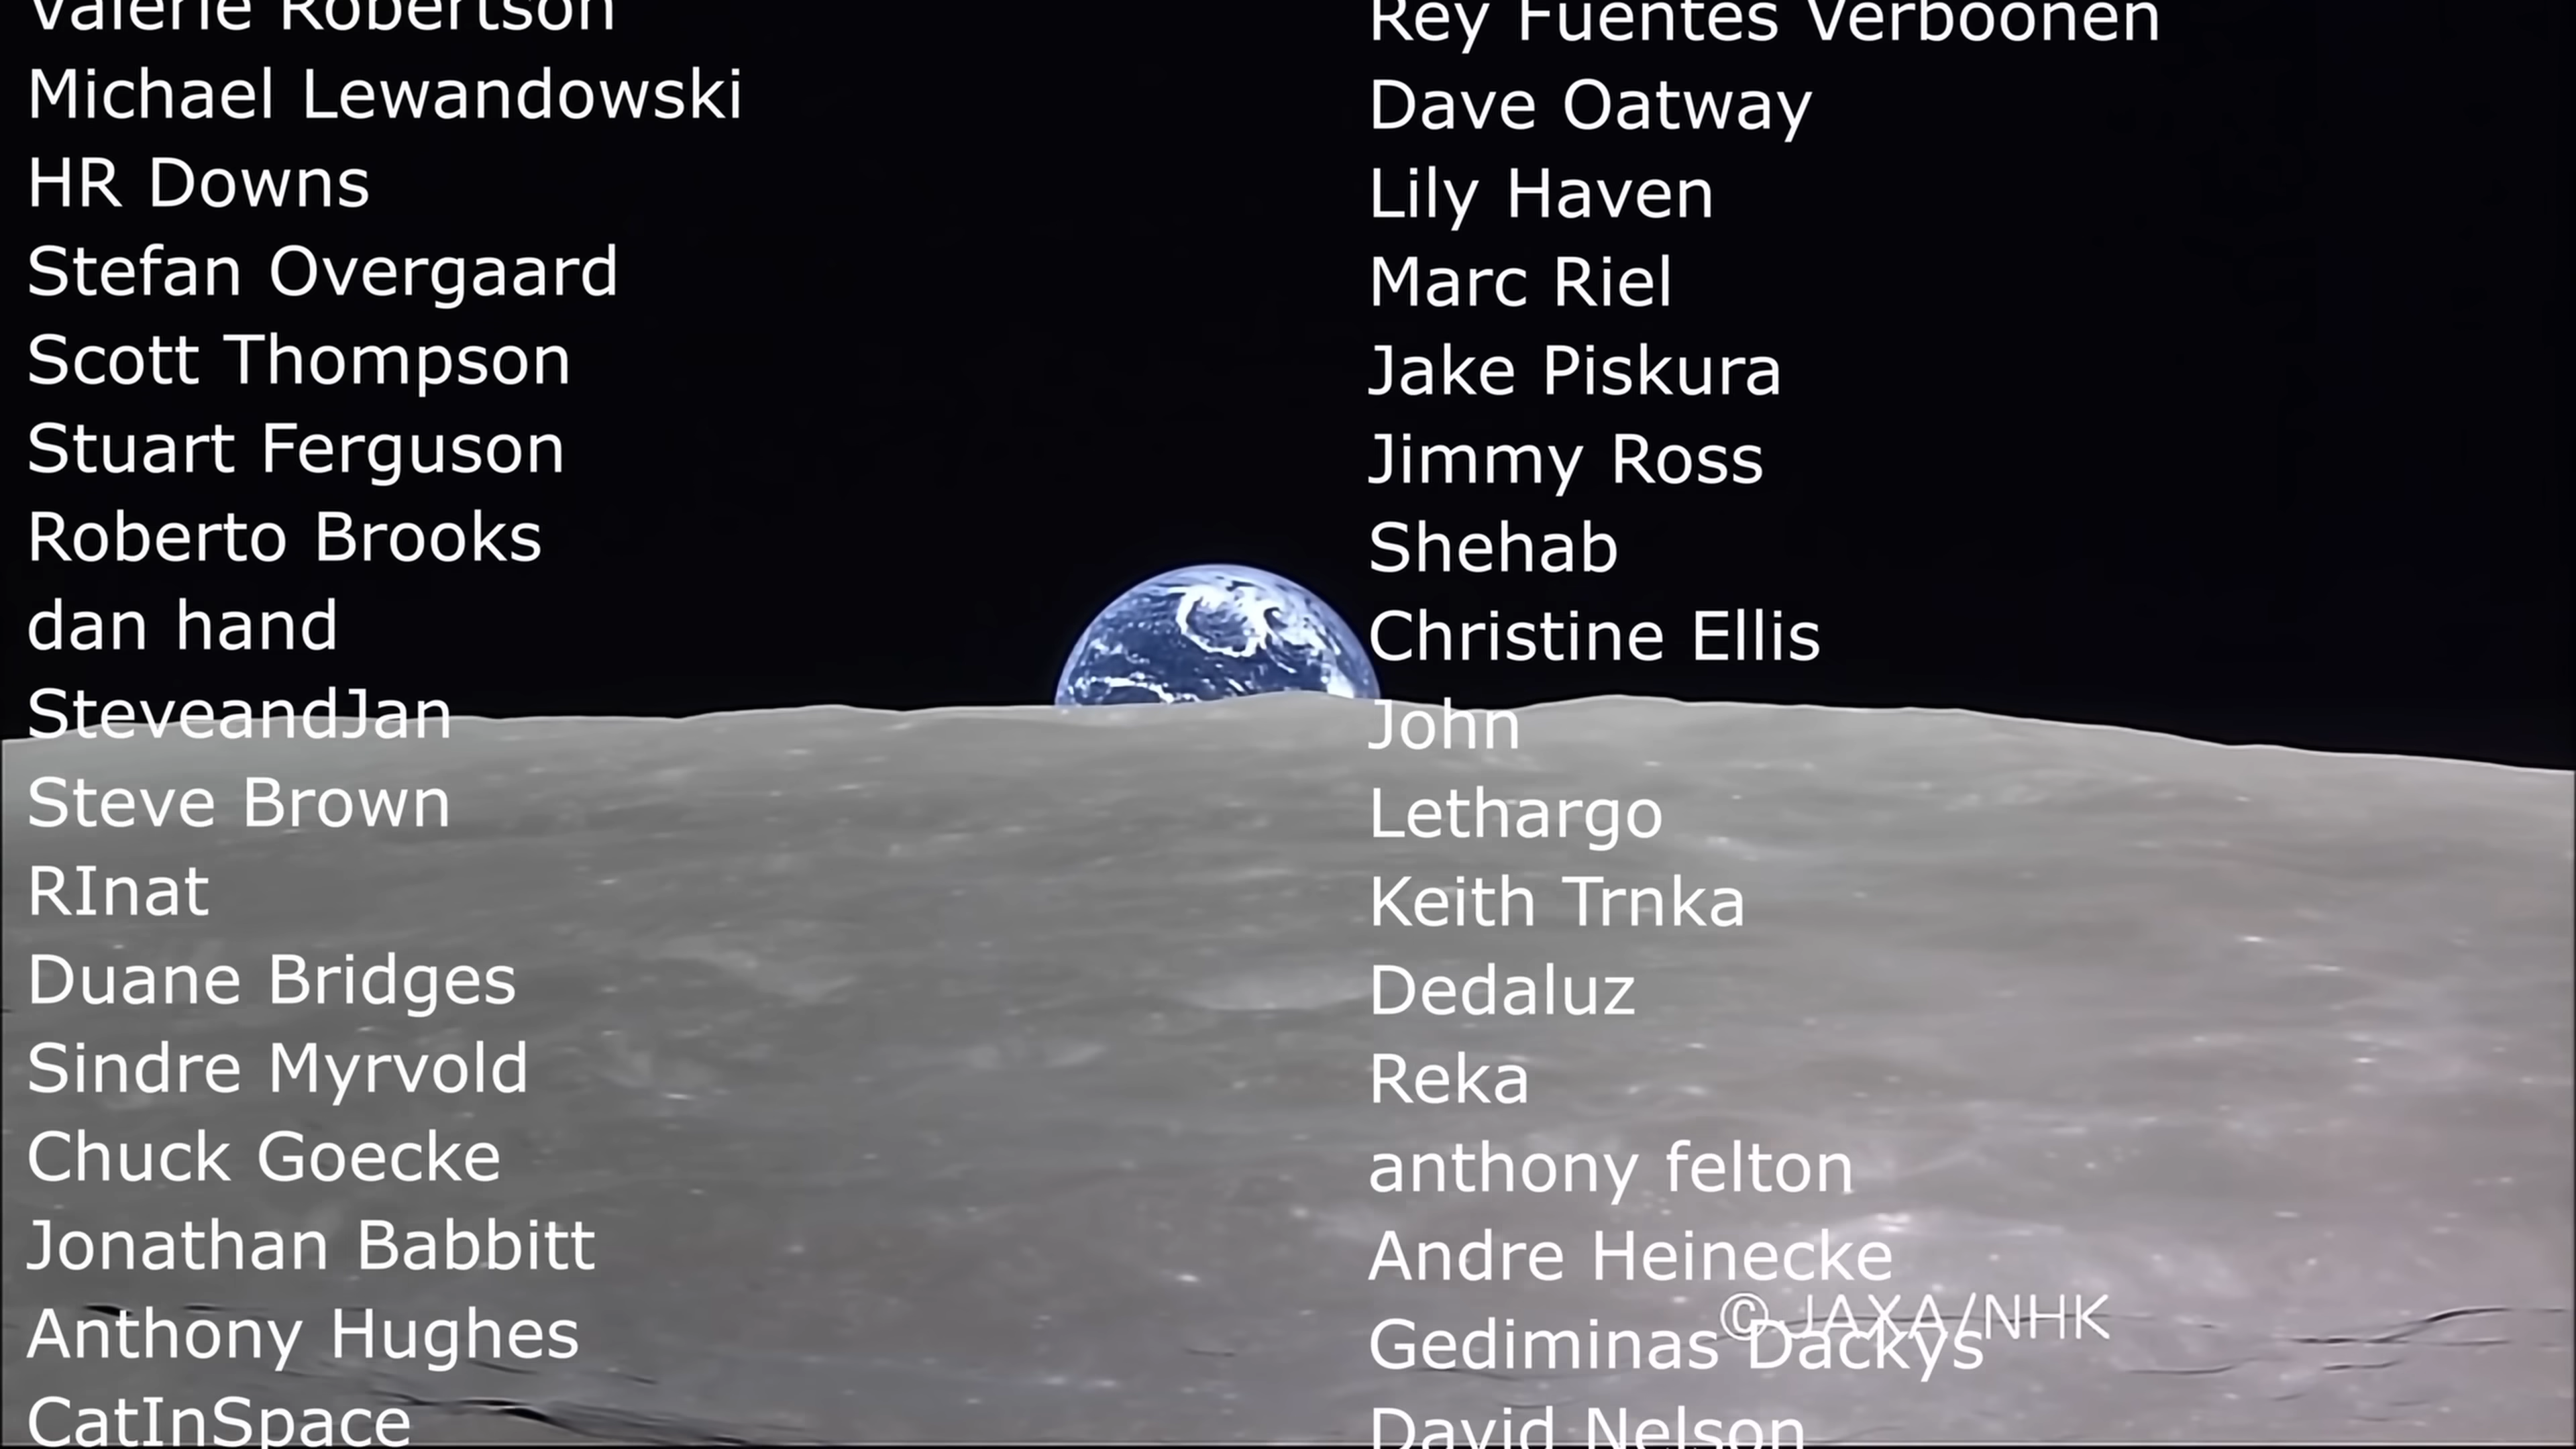 Valerie Robertson
Michael Lewandowski
HR Downs
Stefan Overgaard
Scott Thompson
Stuart Ferguson
Roberto Brooks
dan hand
SteveandJan
Steve Brown
RInat
Duane Bridges
Sindre Myrvold
Chuck Goecke
Jonathan Babbitt
Anthony Hughes
CatInSpace
Rey Fuentes Verboonen
Dave Oatway
Lily Haven
Marc Riel
Jake Piskura
Jimmy Ross
Shehab
Christine Ellis
John
Lethargo
Keith Trnka
Dedaluz
Reka
anthony felton
Andre Heinecke
© JAXA/NHK
Gediminas Dackys
David Nelson